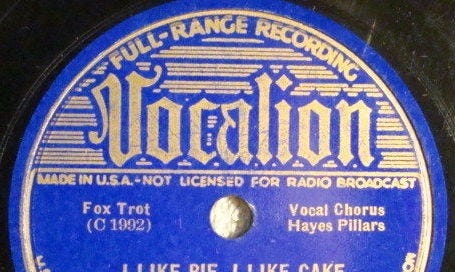 FULL-RANGE RECORDING
Vocalion
MADE IN U.S.A.-NOT LICENSED FOR RADIO BROADCAST
Fox Trot
(C 1992)
Vocal Chorus
Hayes Pillars
I LIKE PIE, I LIKE CAKE